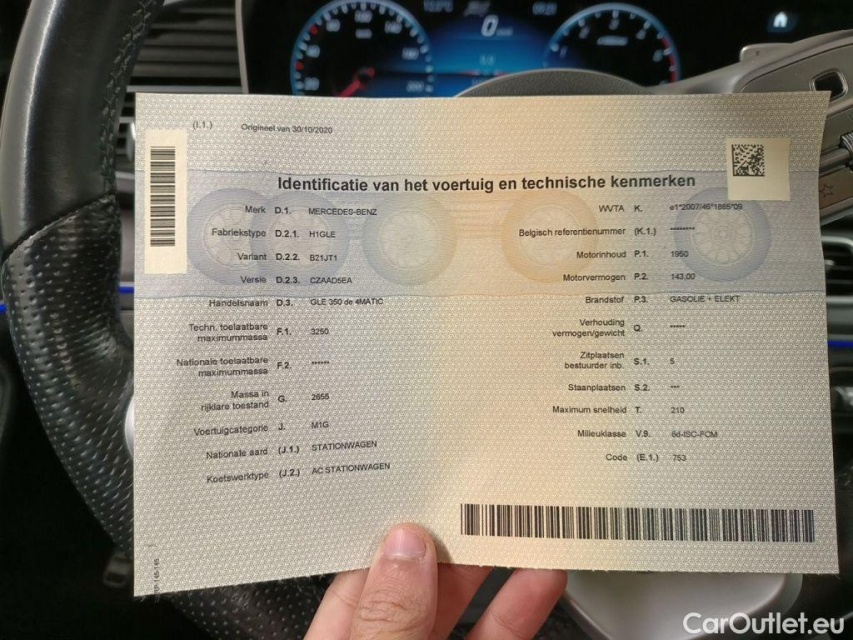 (I.1.) Origineel van 30/10/2020
Identificatie van het voertuig en technische kenmerken
Merk D.1. MERCEDES-BENZ
Fabriekstype D.2.1. H1GLE
Variant D.2.2. B21JT1
Versie D.2.3. CZAAD5EA
Handelsnaam D.3. GLE 350 de 4MATIC
Techn. toelaatbare
maximummassa F.1. 3250
Nationale toelaatbare
maximummassa F.2. ******
Massa in
rijklare toestand G. 2655
Voertuigcategorie J. M1G
Nationale aard (J.1.) STATIONWAGEN
Koetswerktype (J.2.) AC STATIONWAGEN
WVTA K. e1*2007/46*1885*09
Belgisch referentienummer (K.1.) ********
Motorinhoud P.1. 1950
Motorvermogen P.2. 143,00
Brandstof P.3. GASOLIE + ELEKT
Verhouding
vermogen/gewicht Q. *****
Zitplaatsen
bestuurder inb. S.1. 5
Staanplaatsen S.2. ***
Maximum snelheid T. 210
Milieuklasse V.9. 6d-ISC-FCM
Code (E.1.) 753
CarOutlet.eu